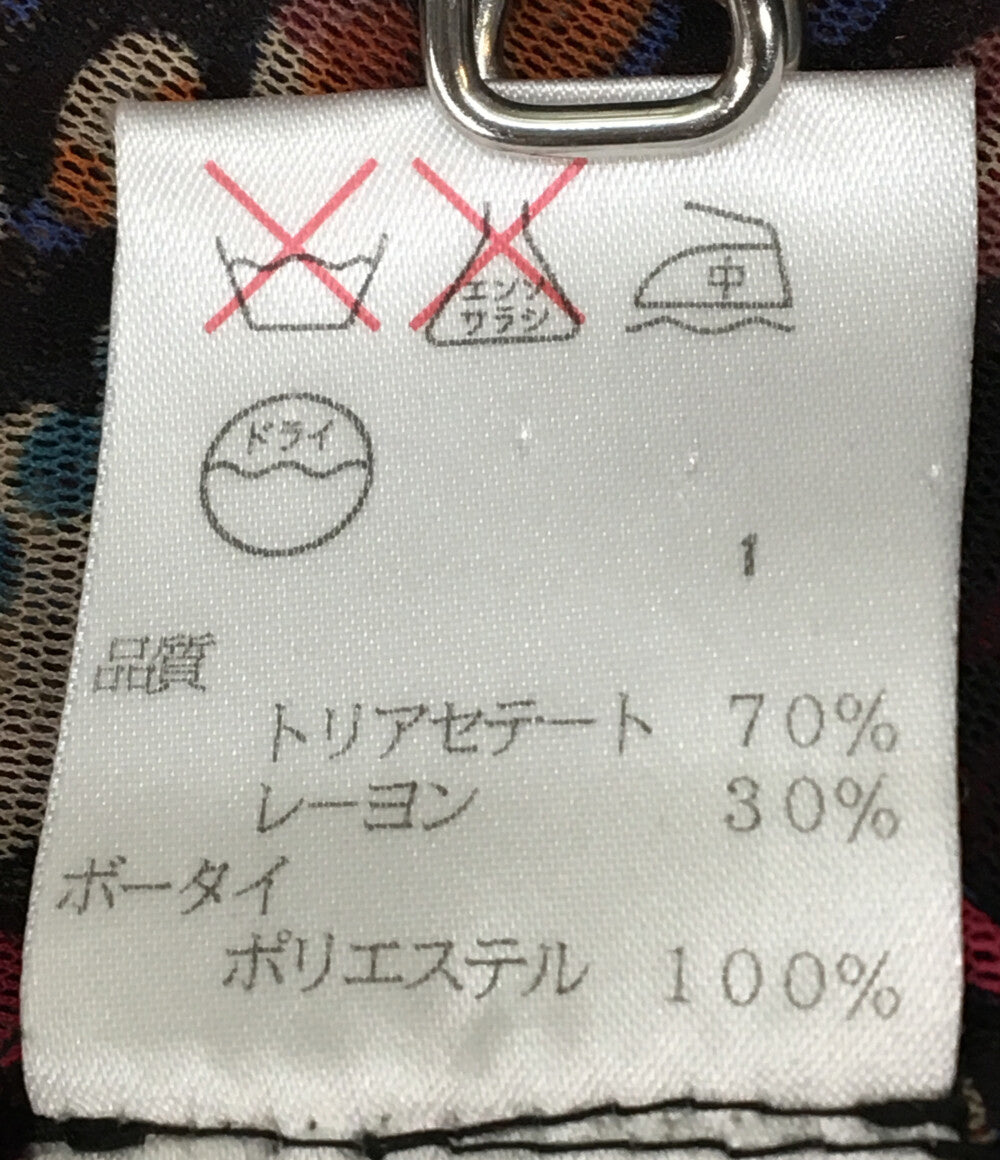 エンソ
サラシ
中
ドライ
1
品質
トリアセテート 70%
レーヨン 30%
ボータイ
ポリエステル 100%